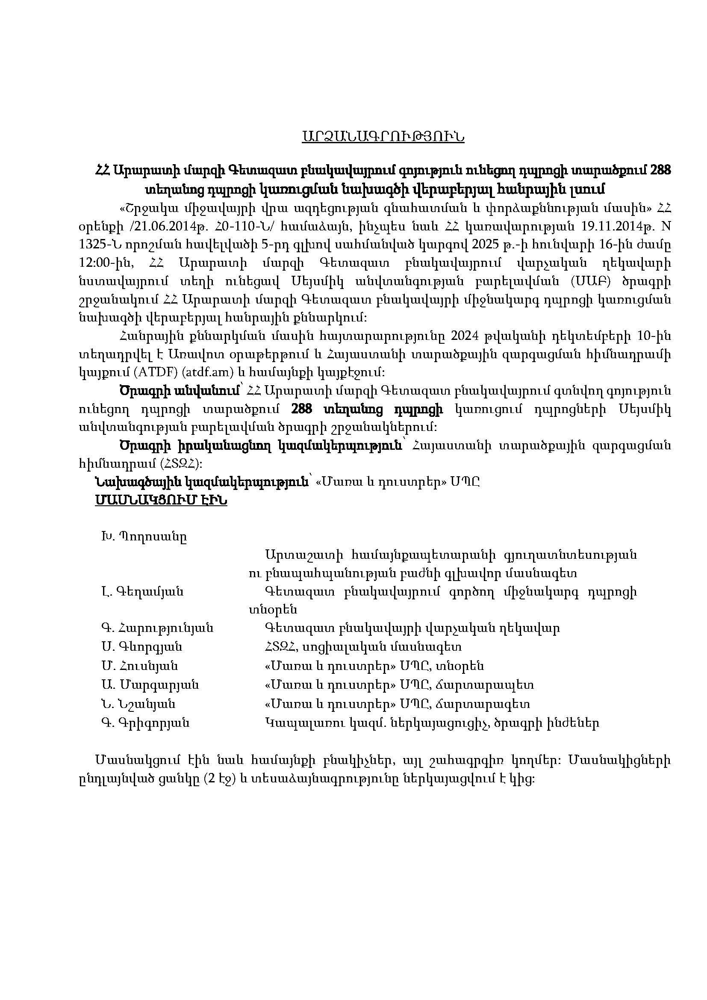 ԱՐՁԱՆԱԳՐՈՒԹՅՈՒՆ
ՀՀ Արարատի մարզի Գետազատ բնակավայրում գոյություն ունեցող դպրոցի տարածքում 288
տեղանոց դպրոցի կառուցման նախագծի վերաբերյալ հանրային լսում
«Շրջակա միջավայրի վրա ազդեցության գնահատման և փորձաքննության մասին» ՀՀ
օրենքի /21.06.2014թ. Հ0-110-Ն/ համաձայն, ինչպես նաև ՀՀ կառավարության 19.11.2014թ. N
1325-Ն որոշման հավելվածի 5-րդ գլխով սահմանված կարգով 2025 թ.-ի հունվարի 16-ին ժամը
12:00-ին, ՀՀ Արարատի մարզի Գետազատ բնակավայրում վարչական ղեկավարի
նստավայրում տեղի ունեցավ Սեյսմիկ անվտանգության բարելավման (ՍԱԲ) ծրագրի
շրջանակում ՀՀ Արարատի մարզի Գետազատ բնակավայրի միջնակարգ դպրոցի կառուցման
նախագծի վերաբերյալ հանրային քննարկում:
Հանրային քննարկման մասին հայտարարությունը 2024 թվականի դեկտեմբերի 10-ին
տեղադրվել է Առավոտ օրաթերթում և Հայաստանի տարածքային զարգացման հիմնադրամի
կայքում (ATDF) (atdf.am) և համայնքի կայքէջում:
Ծրագրի անվանում՝ ՀՀ Արարատի մարզի Գետազատ բնակավայրում գտնվող գոյություն
ունեցող դպրոցի տարածքում 288 տեղանոց դպրոցի կառուցում դպրոցների Սեյսմիկ
անվտանգության բարելավման ծրագրի շրջանակներում:
Ծրագրի իրականացնող կազմակերպություն՝ Հայաստանի տարածքային զարգացման
հիմնադրամ (ՀՏԶՀ):
Նախագծային կազմակերպություն՝ «Մառա և դուստրեր» ՍՊԸ
ՄԱՄՆԱԿՑՈՒՄ ԷԻՆ
Խ. Պողոսանը
Արտաշատի համայնքապետարանի գյուղատնտեսության
ու բնապահպանության բաժնի գլխավոր մասնագետ
Լ. Գեղամյան Գետազատ բնակավայրում գործող միջնակարգ դպրոցի
տնօրեն
Գ. Հարությունյան Գետազատ բնակավայրի վարչական ղեկավար
Ս. Գևորգյան ՀՏԶՀ, սոցիալական մասնագետ
Մ. Հուսնյան «Մառա և դուստրեր» ՍՊԸ, տնօրեն
Ա. Մարգարյան «Մառա և դուստրեր» ՍՊԸ, ճարտարապետ
Ն. Նշանյան «Մառա և դուստրեր» ՍՊԸ, ճարտարագետ
Գ. Գրիգորյան Կապալառու կազմ. ներկայացուցիչ, ծրագրի ինժեներ
Մասնակցում էին նաև համայնքի բնակիչներ, այլ շահագրգիռ կողմեր: Մասնակիցների
ընդլայնված ցանկը (2 էջ) և տեսաձայնագրությունը ներկայացվում է կից: